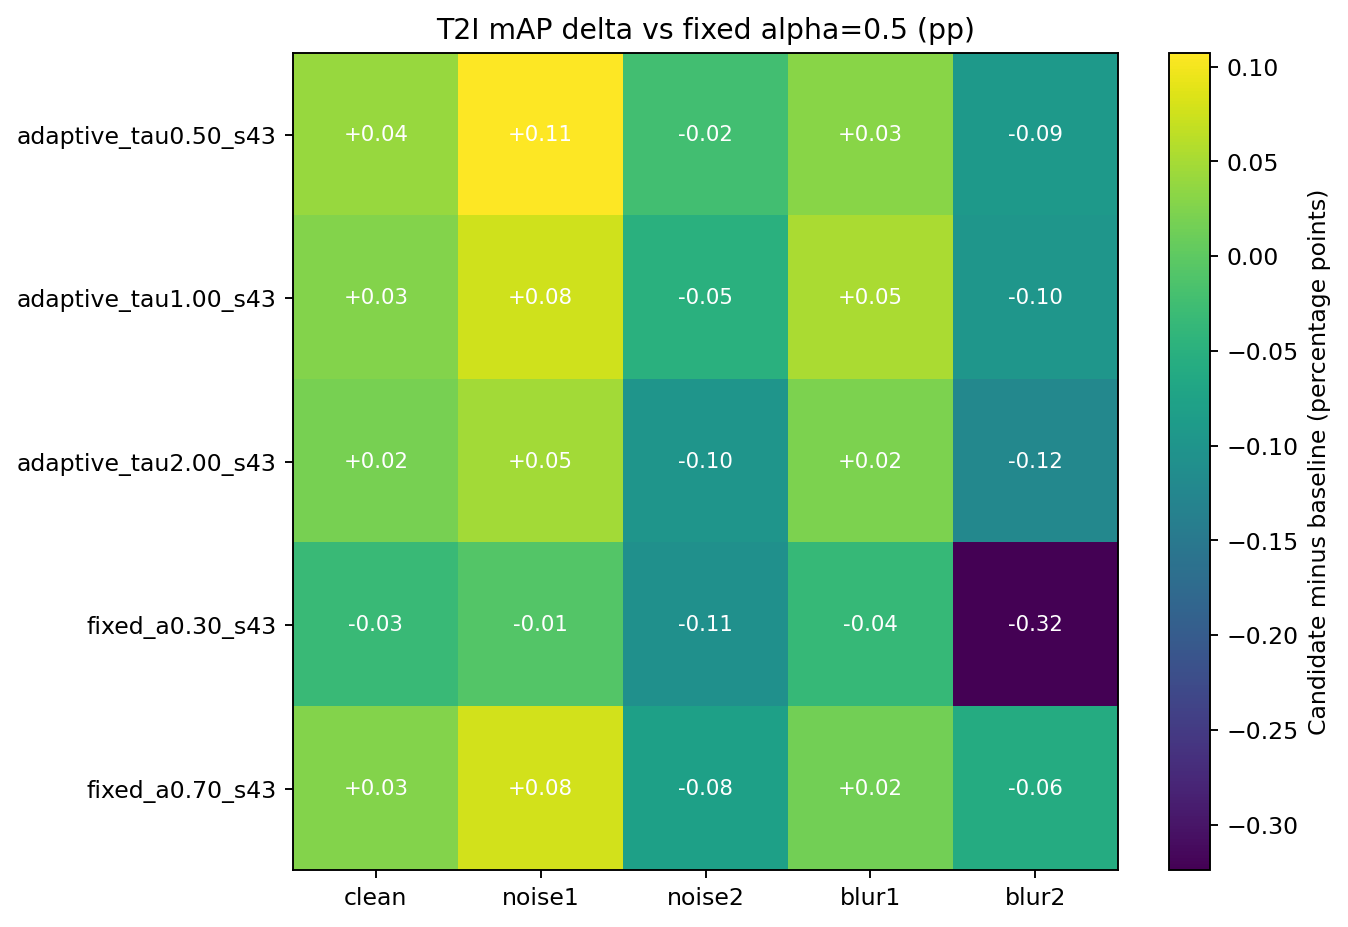 T2I mAP delta vs fixed alpha=0.5 (pp)
adaptive_tau0.50_s43 +0.04 +0.11 -0.02 +0.03 -0.09
adaptive_tau1.00_s43 +0.03 +0.08 -0.05 +0.05 -0.10
adaptive_tau2.00_s43 +0.02 +0.05 -0.10 +0.02 -0.12
fixed_a0.30_s43 -0.03 -0.01 -0.11 -0.04 -0.32
fixed_a0.70_s43 +0.03 +0.08 -0.08 +0.02 -0.06
clean noise1 noise2 blur1 blur2
0.10
0.05
0.00
−0.05
−0.10
−0.15
−0.20
−0.25
−0.30
Candidate minus baseline (percentage points)